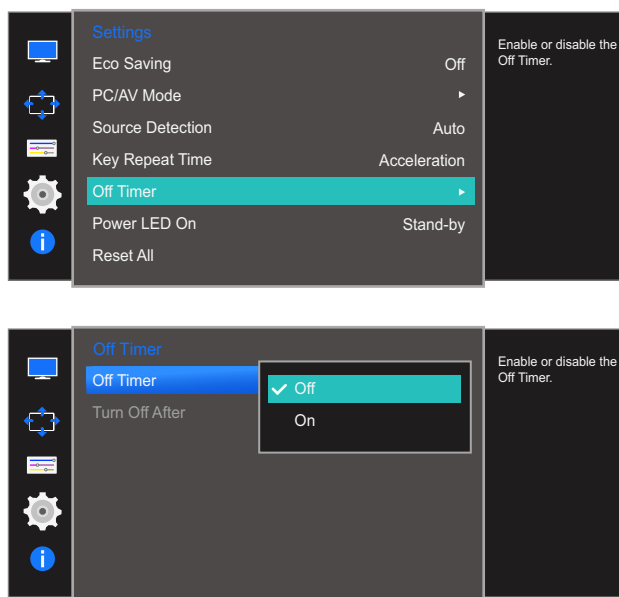 Settings
Eco Saving Off
PC/AV Mode
Source Detection Auto
Key Repeat Time Acceleration
Off Timer
Power LED On Stand-by
Reset All
Enable or disable the
Off Timer.
Off Timer
Off Timer
Off
Turn Off After
On
Enable or disable the
Off Timer.